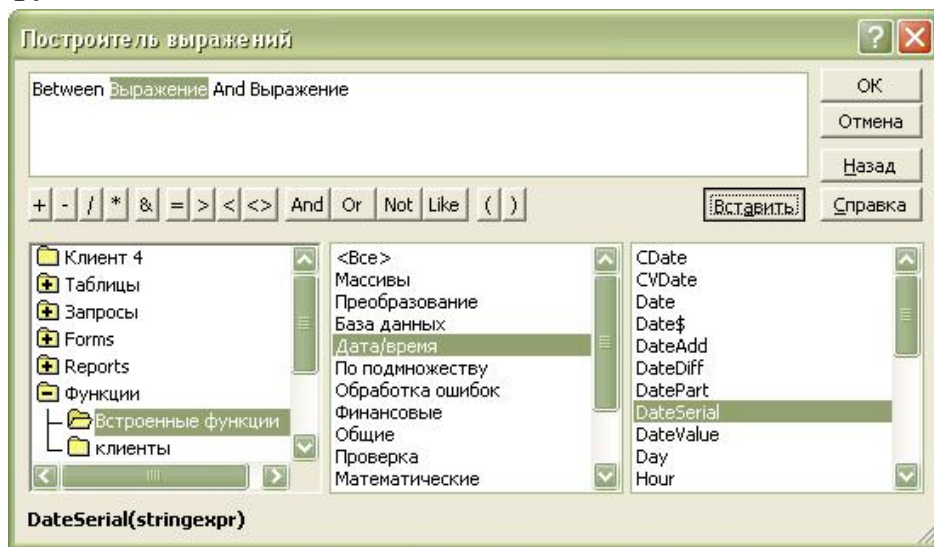 Построитель выражений
Between Выражение And Выражение
ОК
Отмена
Назад
+ - / * & = > < <> And Or Not Like ( )
Вставить
Справка
Клиент 4
Таблицы
Запросы
Forms
Reports
Функции
Встроенные функции
клиенты
<Все>
Массивы
Преобразование
База данных
Дата/время
По подмножеству
Обработка ошибок
Финансовые
Общие
Проверка
Математические
CDate
CVDate
Date
Date$
DateAdd
DateDiff
DatePart
DateSerial
DateValue
Day
Hour
DateSerial(stringexpr)